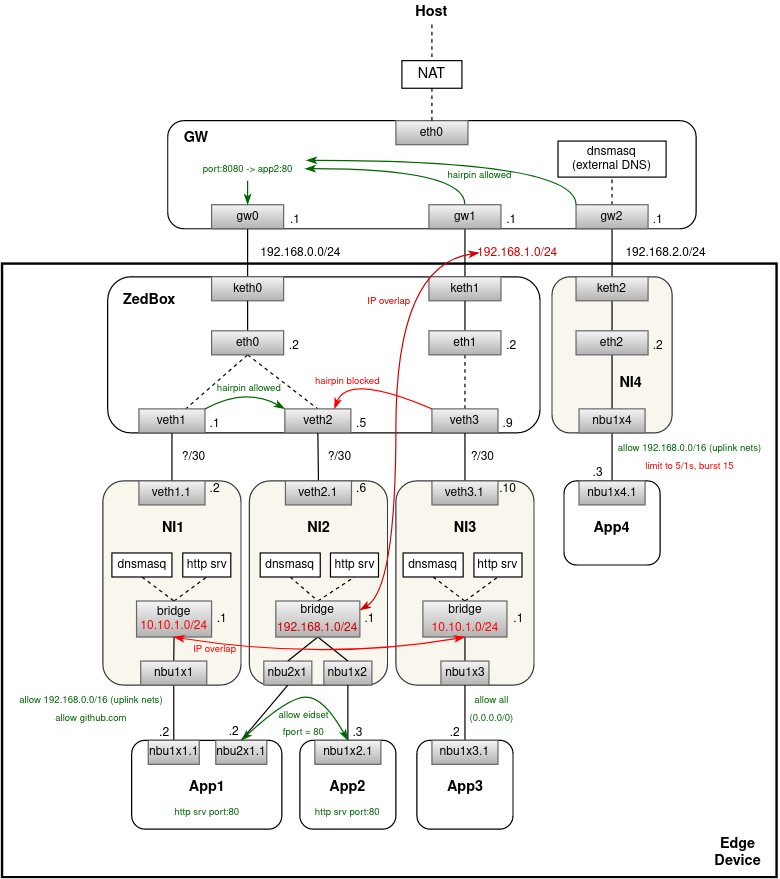 Host
NAT
eth0
GW
dnsmasq
(external DNS)
port:8080 -> app2:80
hairpin allowed
gw0
.1
gw1
.1
gw2
.1
192.168.0.0/24
192.168.1.0/24
192.168.2.0/24
ZedBox
keth0
keth1
keth2
IP overlap
eth0
.2
eth1
.2
eth2
.2
NI4
hairpin allowed
hairpin blocked
veth1
.1
veth2
.5
veth3
.9
nbu1x4
allow 192.168.0.0/16 (uplink nets)
limit to 5/1s, burst 15
?/30
?/30
?/30
.3
veth1.1
.2
veth2.1
.6
veth3.1
.10
nbu1x4.1
NI1
NI2
NI3
App4
dnsmasq
http srv
dnsmasq
http srv
dnsmasq
http srv
bridge
10.10.1.0/24
.1
bridge
192.168.1.0/24
.1
bridge
10.10.1.0/24
.1
IP overlap
nbu1x1
nbu2x1
nbu1x2
nbu1x3
allow 192.168.0.0/16 (uplink nets)
allow github.com
allow eidset
fport = 80
allow all
(0.0.0.0/0)
.2
.2
.3
.2
nbu1x1.1
nbu2x1.1
nbu1x2.1
nbu1x3.1
App1
App2
App3
http srv port:80
http srv port:80
Edge
Device